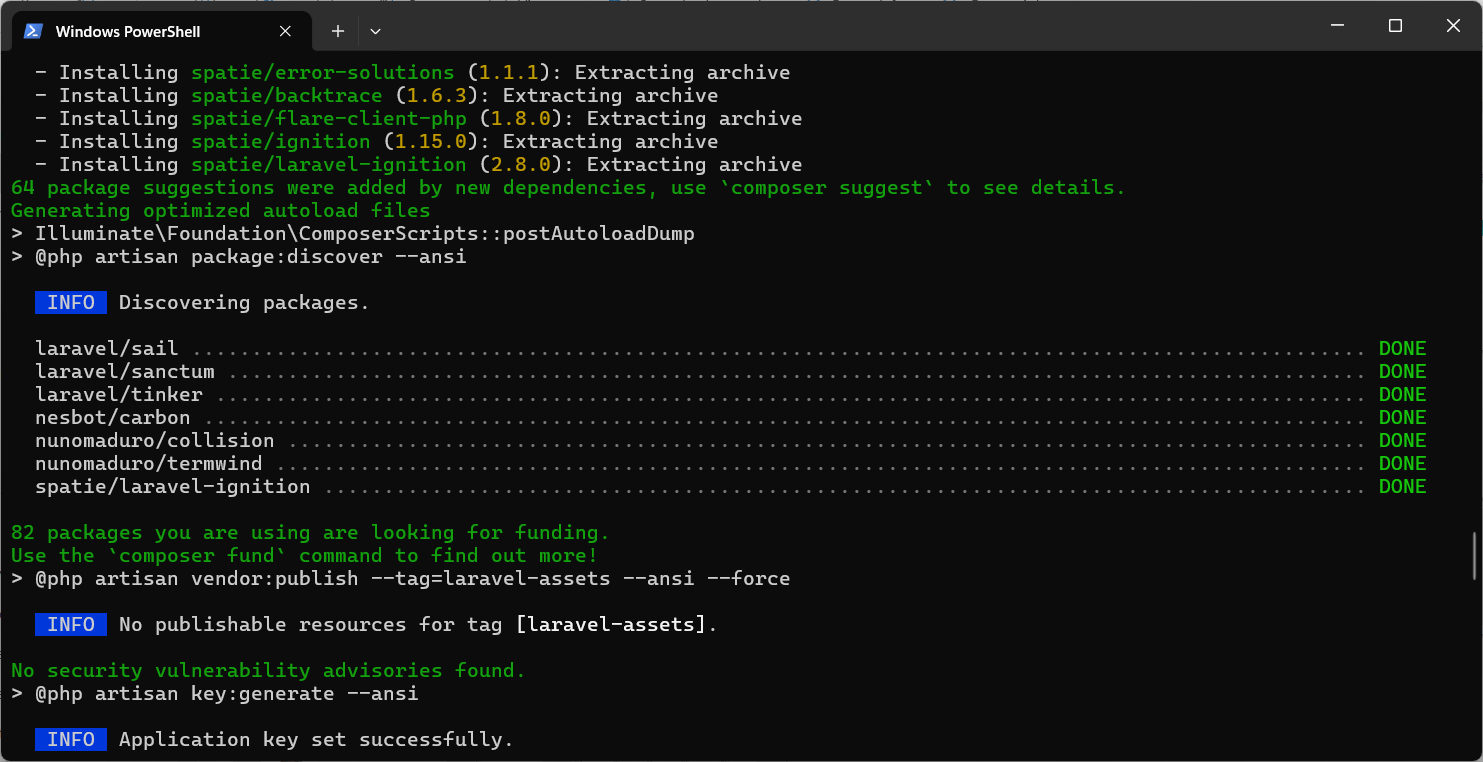 Windows PowerShell
- Installing spatie/error-solutions (1.1.1): Extracting archive
- Installing spatie/backtrace (1.6.3): Extracting archive
- Installing spatie/flare-client-php (1.8.0): Extracting archive
- Installing spatie/ignition (1.15.0): Extracting archive
- Installing spatie/laravel-ignition (2.8.0): Extracting archive
64 package suggestions were added by new dependencies, use `composer suggest` to see details.
Generating optimized autoload files
> Illuminate\Foundation\ComposerScripts::postAutoloadDump
> @php artisan package:discover --ansi
INFO Discovering packages.
laravel/sail .................................................................................................. DONE
laravel/sanctum ............................................................................................... DONE
laravel/tinker ................................................................................................ DONE
nesbot/carbon ................................................................................................. DONE
nunomaduro/collision .......................................................................................... DONE
nunomaduro/termwind ........................................................................................... DONE
spatie/laravel-ignition ....................................................................................... DONE
82 packages you are using are looking for funding.
Use the `composer fund` command to find out more!
> @php artisan vendor:publish --tag=laravel-assets --ansi --force
INFO No publishable resources for tag [laravel-assets].
No security vulnerability advisories found.
> @php artisan key:generate --ansi
INFO Application key set successfully.